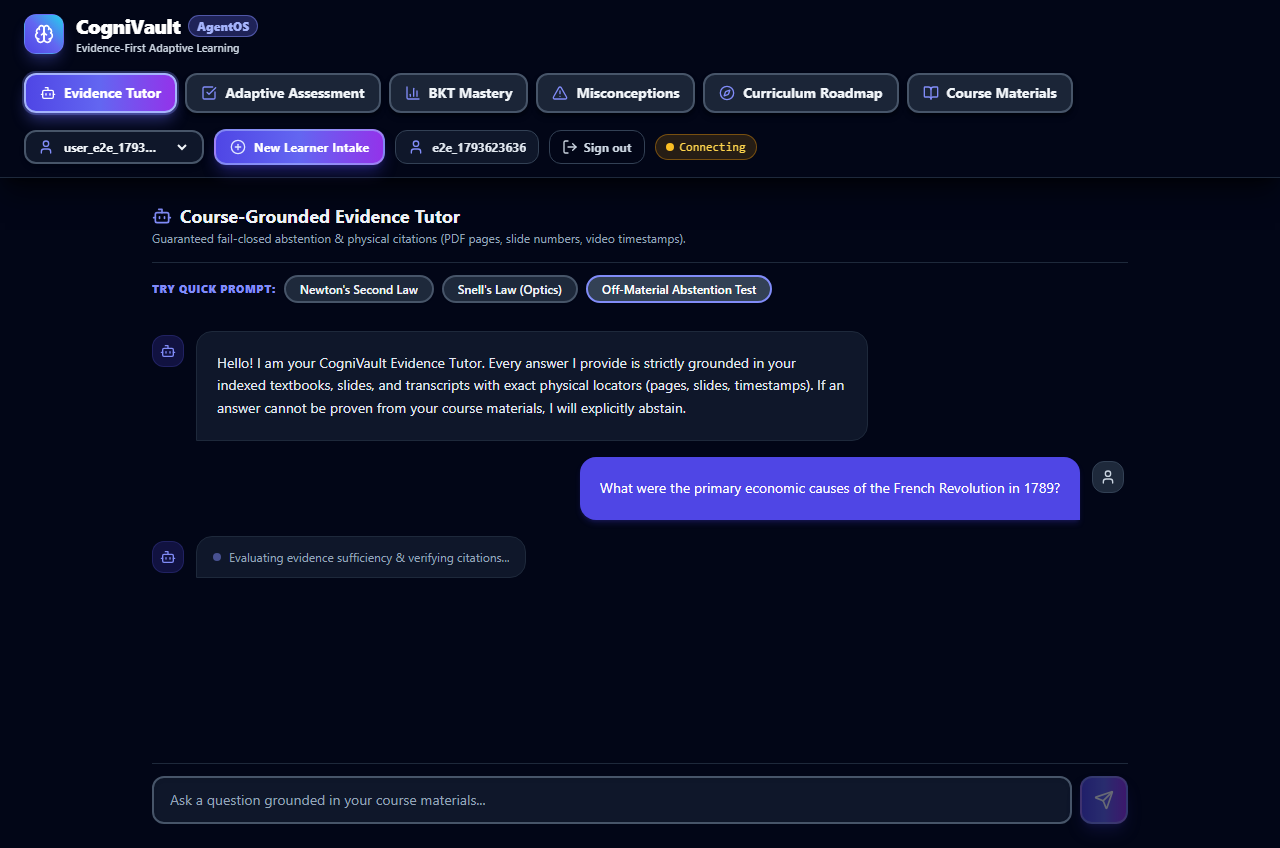 CogniVault AgentOS
Evidence-First Adaptive Learning
Evidence Tutor Adaptive Assessment BKT Mastery Misconceptions Curriculum Roadmap Course Materials
user_e2e_1793... New Learner Intake e2e_1793623636 Sign out Connecting
Course-Grounded Evidence Tutor
Guaranteed fail-closed abstention & physical citations (PDF pages, slide numbers, video timestamps).
TRY QUICK PROMPT: Newton's Second Law Snell's Law (Optics) Off-Material Abstention Test
Hello! I am your CogniVault Evidence Tutor. Every answer I provide is strictly grounded in your
indexed textbooks, slides, and transcripts with exact physical locators (pages, slides, timestamps). If an
answer cannot be proven from your course materials, I will explicitly abstain.
What were the primary economic causes of the French Revolution in 1789?
Evaluating evidence sufficiency & verifying citations...
Ask a question grounded in your course materials...